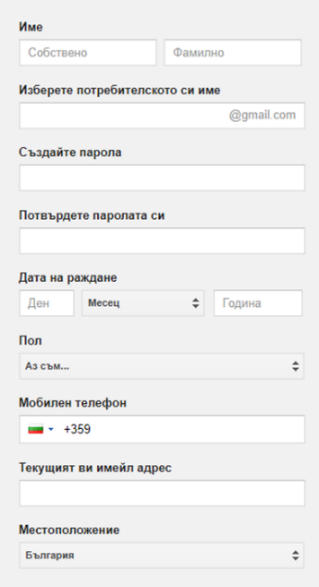 Име
Собствено Фамилно
Изберете потребителското си име
@gmail.com
Създайте парола
Потвърдете паролата си
Дата на раждане
Ден Месец Година
Пол
Аз съм...
Мобилен телефон
+359
Текущият ви имейл адрес
Местоположение
България